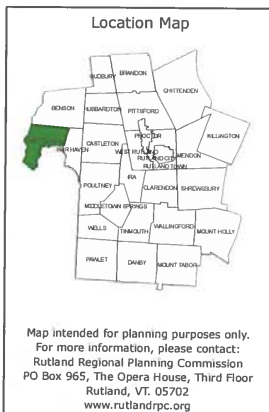 Location Map
SUDBURY
BRANDON
CHITTENDEN
BENSON
HUBBARDTON
PITTSFORD
KILLINGTON
PROCTOR
FAIR HAVEN
CASTLETON
WEST RUTLAND
MENDON
RUTLAND CITY
RUTLAND TOWN
IRA
POULTNEY
CLARENDON
SHREWSBURY
MIDDLETOWN SPRINGS
WELLS
TINMOUTH
WALLINGFORD
MOUNT HOLLY
PAWLET
DANBY
MOUNT TABOR
Map intended for planning purposes only.
For more information, please contact:
Rutland Regional Planning Commission
PO Box 965, The Opera House, Third Floor
Rutland, VT. 05702
www.rutlandrpc.org